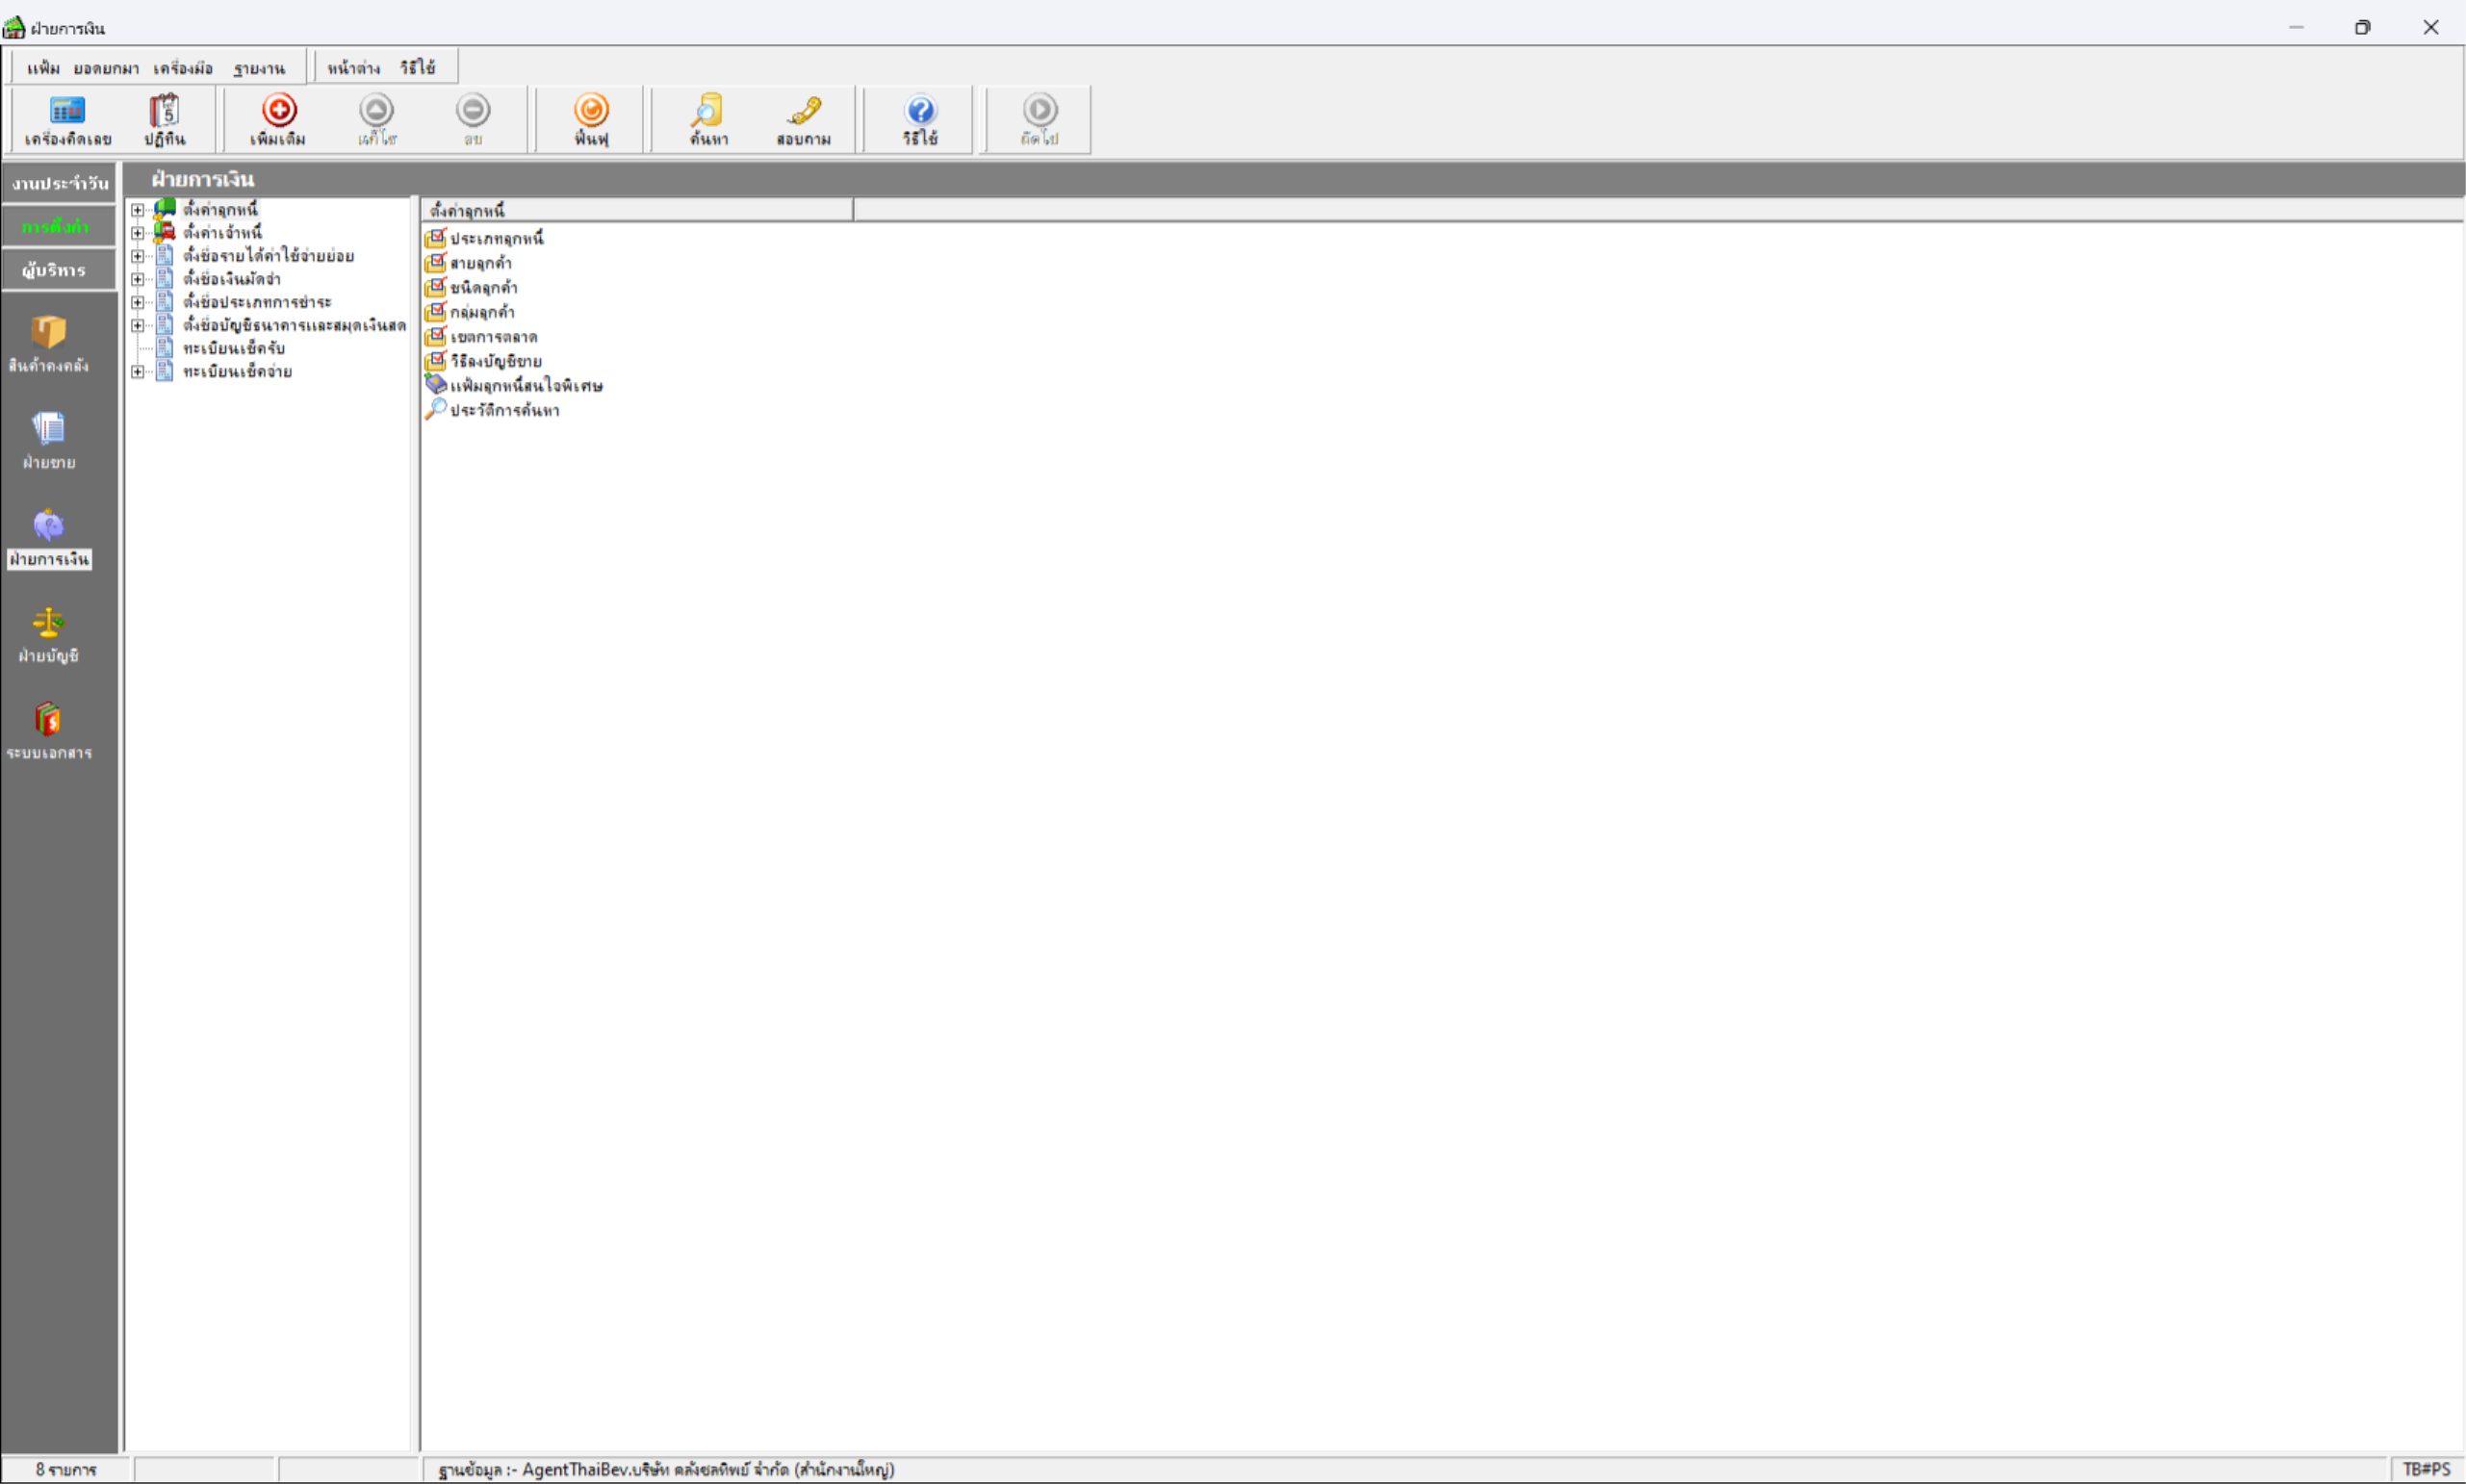 ฝ่ายการเงิน
แฟ้ม ยอดยกมา เครื่องมือ รายงาน หน้าต่าง วิธีใช้
เครื่องคิดเลข ปฏิทิน เพิ่มเติม แก้ไข ลบ ฟื้นฟู ค้นหา สอบถาม วิธีใช้ ถัดไป
งานประจำวัน
การตั้งค่า
ผู้บริหาร
สินค้าคงคลัง
ฝ่ายขาย
ฝ่ายการเงิน
ฝ่ายบัญชี
ระบบเอกสาร
ฝ่ายการเงิน
ตั้งค่าลูกหนี้
ตั้งค่าเจ้าหนี้
ตั้งชื่อรายได้ค่าใช้จ่ายย่อย
ตั้งชื่อเงินมัดจำ
ตั้งชื่อประเภทการชำระ
ตั้งชื่อบัญชีธนาคารและสมุดเงินสด
ทะเบียนเช็ครับ
ทะเบียนเช็คจ่าย
ตั้งค่าลูกหนี้
ประเภทลูกหนี้
สายลูกค้า
ชนิดลูกค้า
กลุ่มลูกค้า
เขตการตลาด
วิธีลงบัญชีขาย
แฟ้มลูกหนี้สนใจพิเศษ
ประวัติการค้นหา
8 รายการ
ฐานข้อมูล :- AgentThaiBev.บริษัท คลังชลทิพย์ จำกัด (สำนักงานใหญ่)
TB#PS